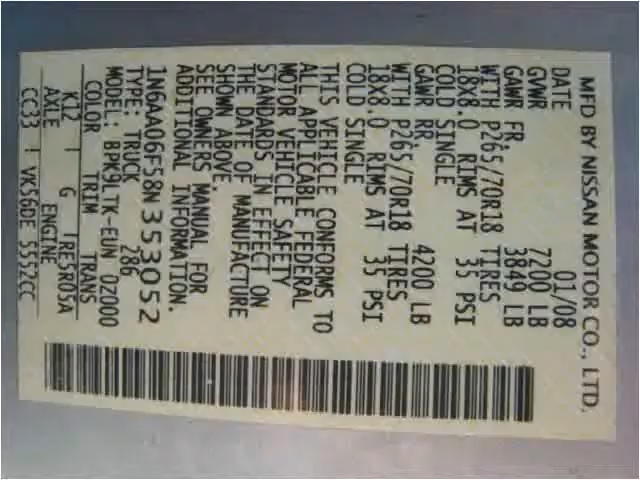 MFD BY NISSAN MOTOR CO., LTD.
DATE 01/08
GVWR 7200 LB
GAWR FR. 3849 LB
WITH P265/70R18 TIRES
18X8.0 RIMS AT 35 PSI
COLD SINGLE
GAWR RR. 4200 LB
WITH P265/70R18 TIRES
18X8.0 RIMS AT 35 PSI
COLD SINGLE
THIS VEHICLE CONFORMS TO
ALL APPLICABLE FEDERAL
MOTOR VEHICLE SAFETY
STANDARDS IN EFFECT ON
THE DATE OF MANUFACTURE
SHOWN ABOVE.
SEE OWNERS MANUAL FOR
ADDITIONAL INFORMATION.
1N6AA06F58N353052
TYPE: TRUCK 286
MODEL: BPK9LTK-EUN OZ000
COLOR TRIM TRANS
K12 | G |RE5R05A
AXLE ENGINE
CC33 | VK56DE 5552CC